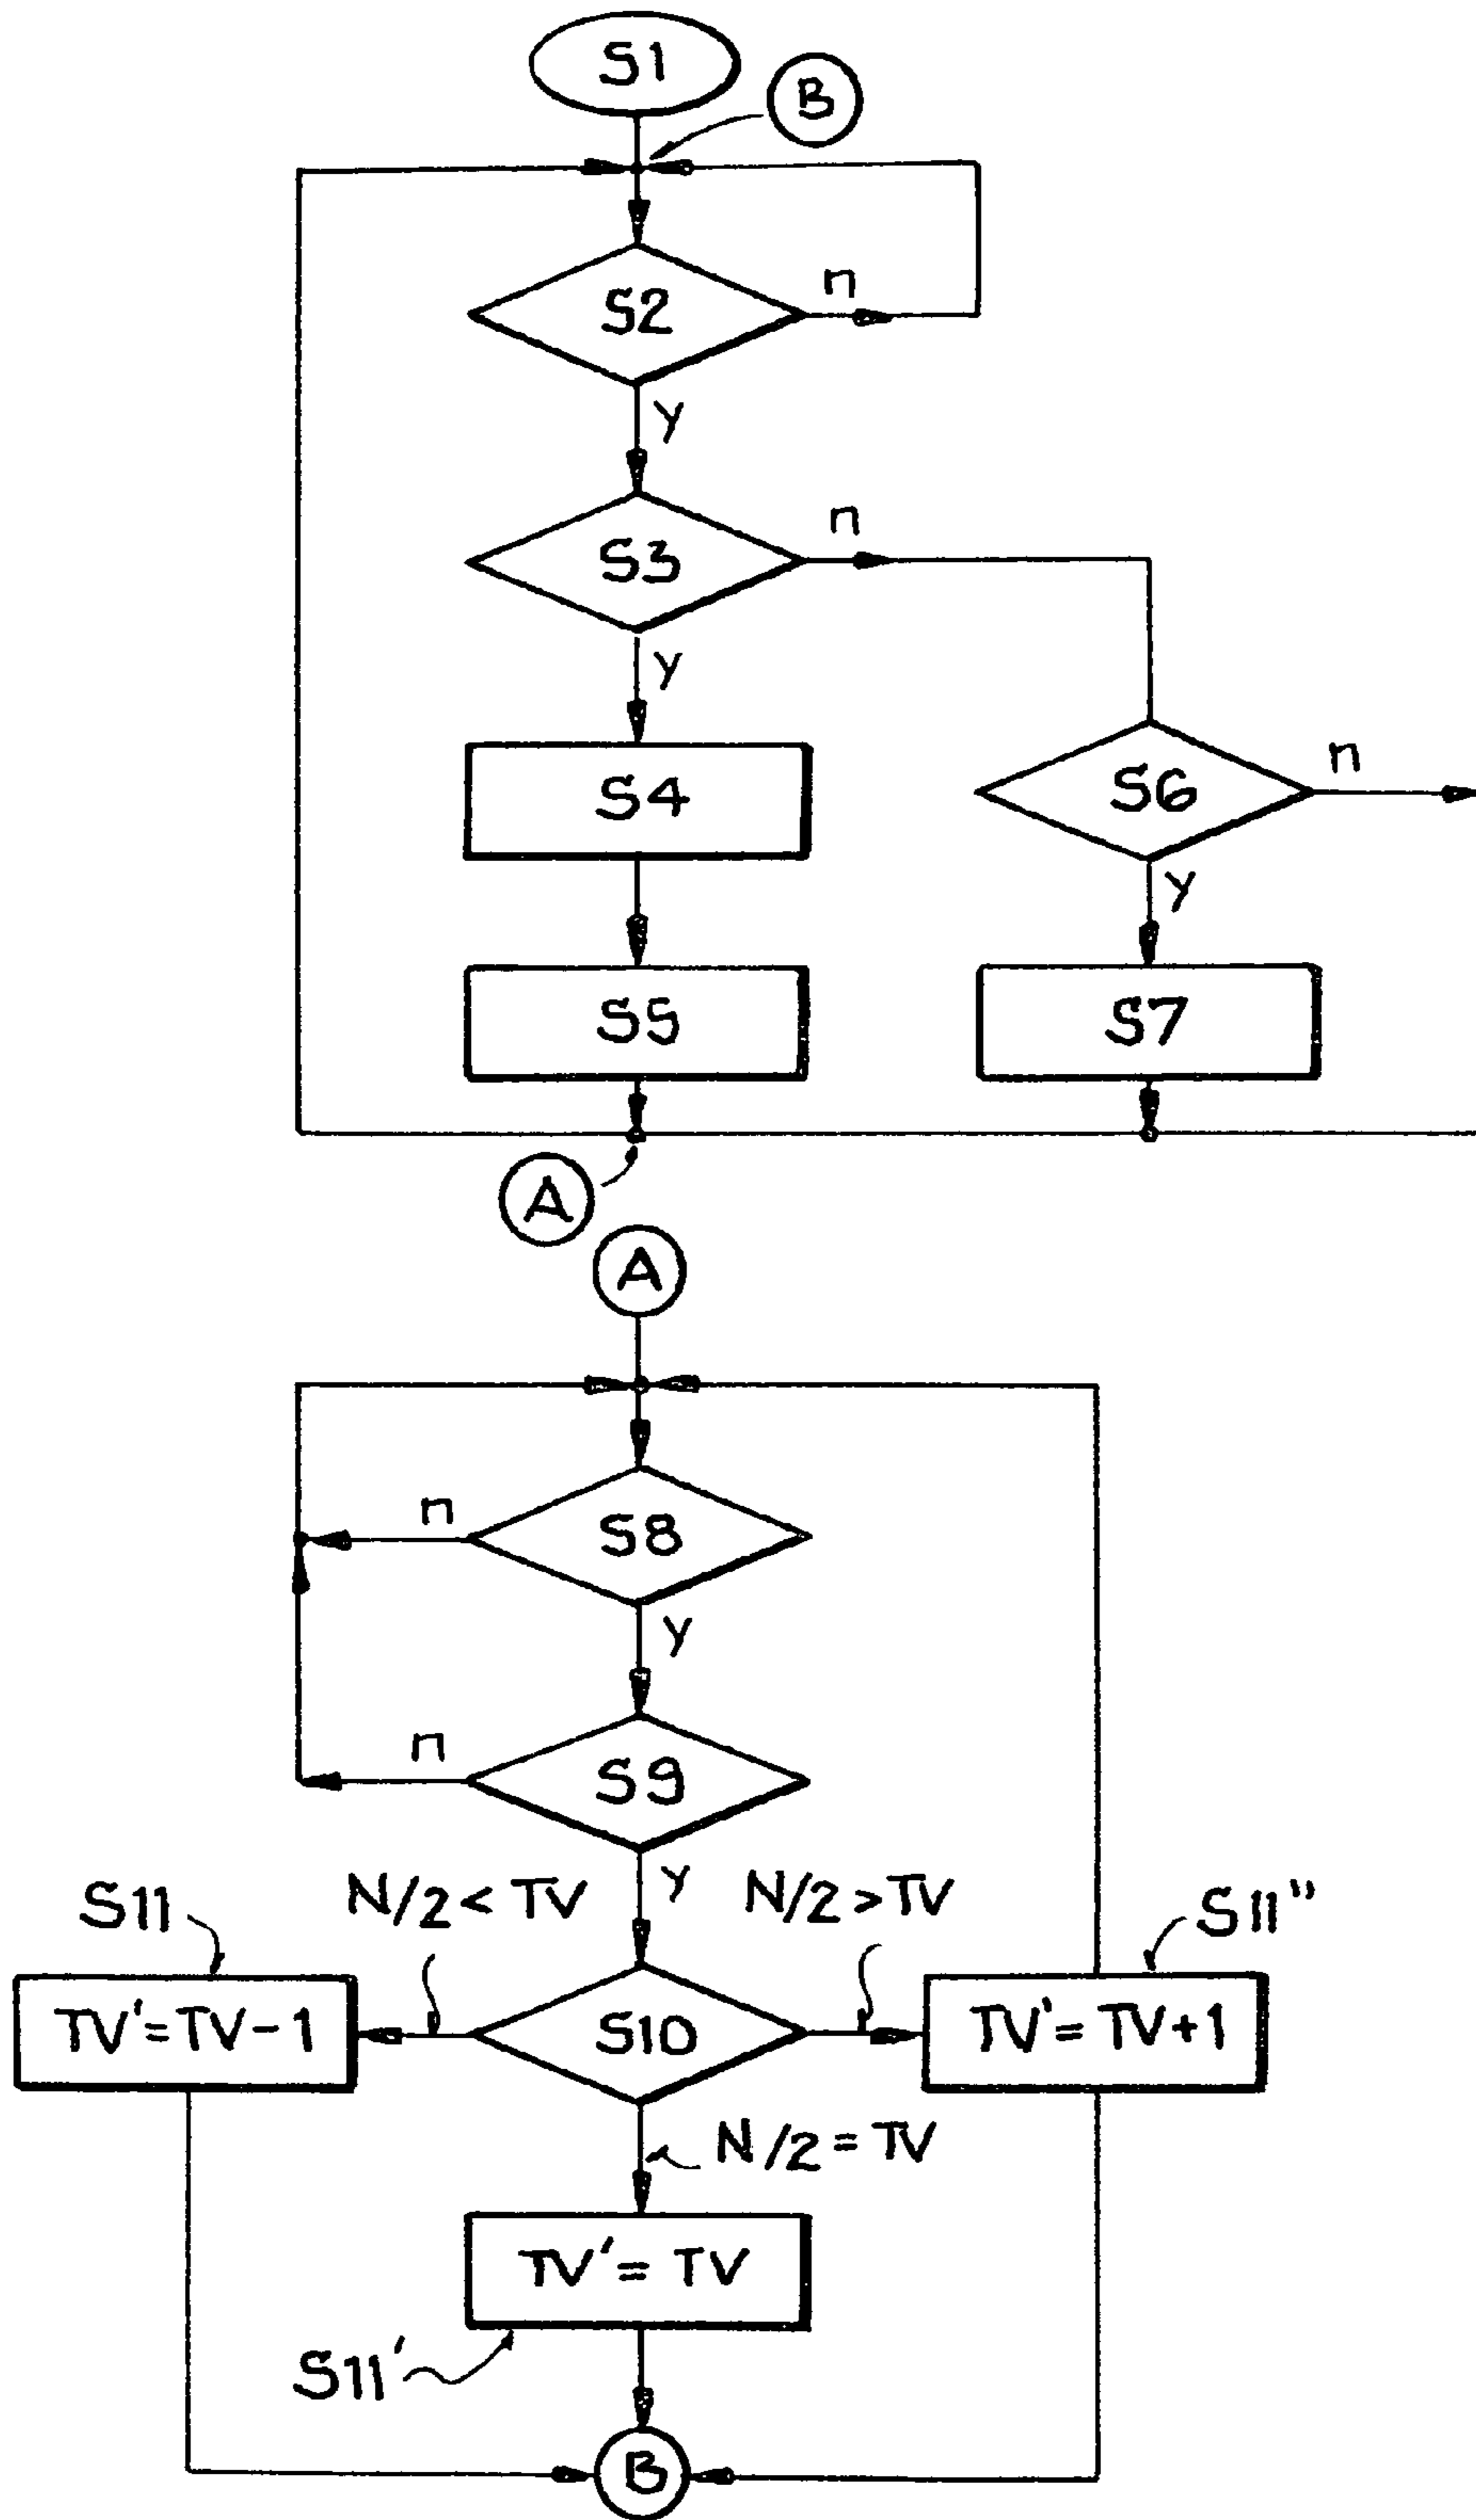 S1
B
S2
n
y
S3
n
y
S4
S6
n
y
S5
S7
A
A
S8
n
y
S9
n
y
N/2 < TV
N/2 > TV
S11
S11"
TV' = TV - 1
S10
TV' = TV + 1
N/2 = TV
TV' = TV
S11'
B